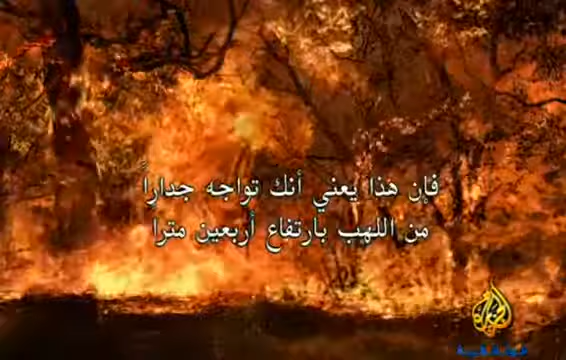 فإن هذا يعني أنك تواجه جداراً
من اللهب بارتفاع أربعين مترا